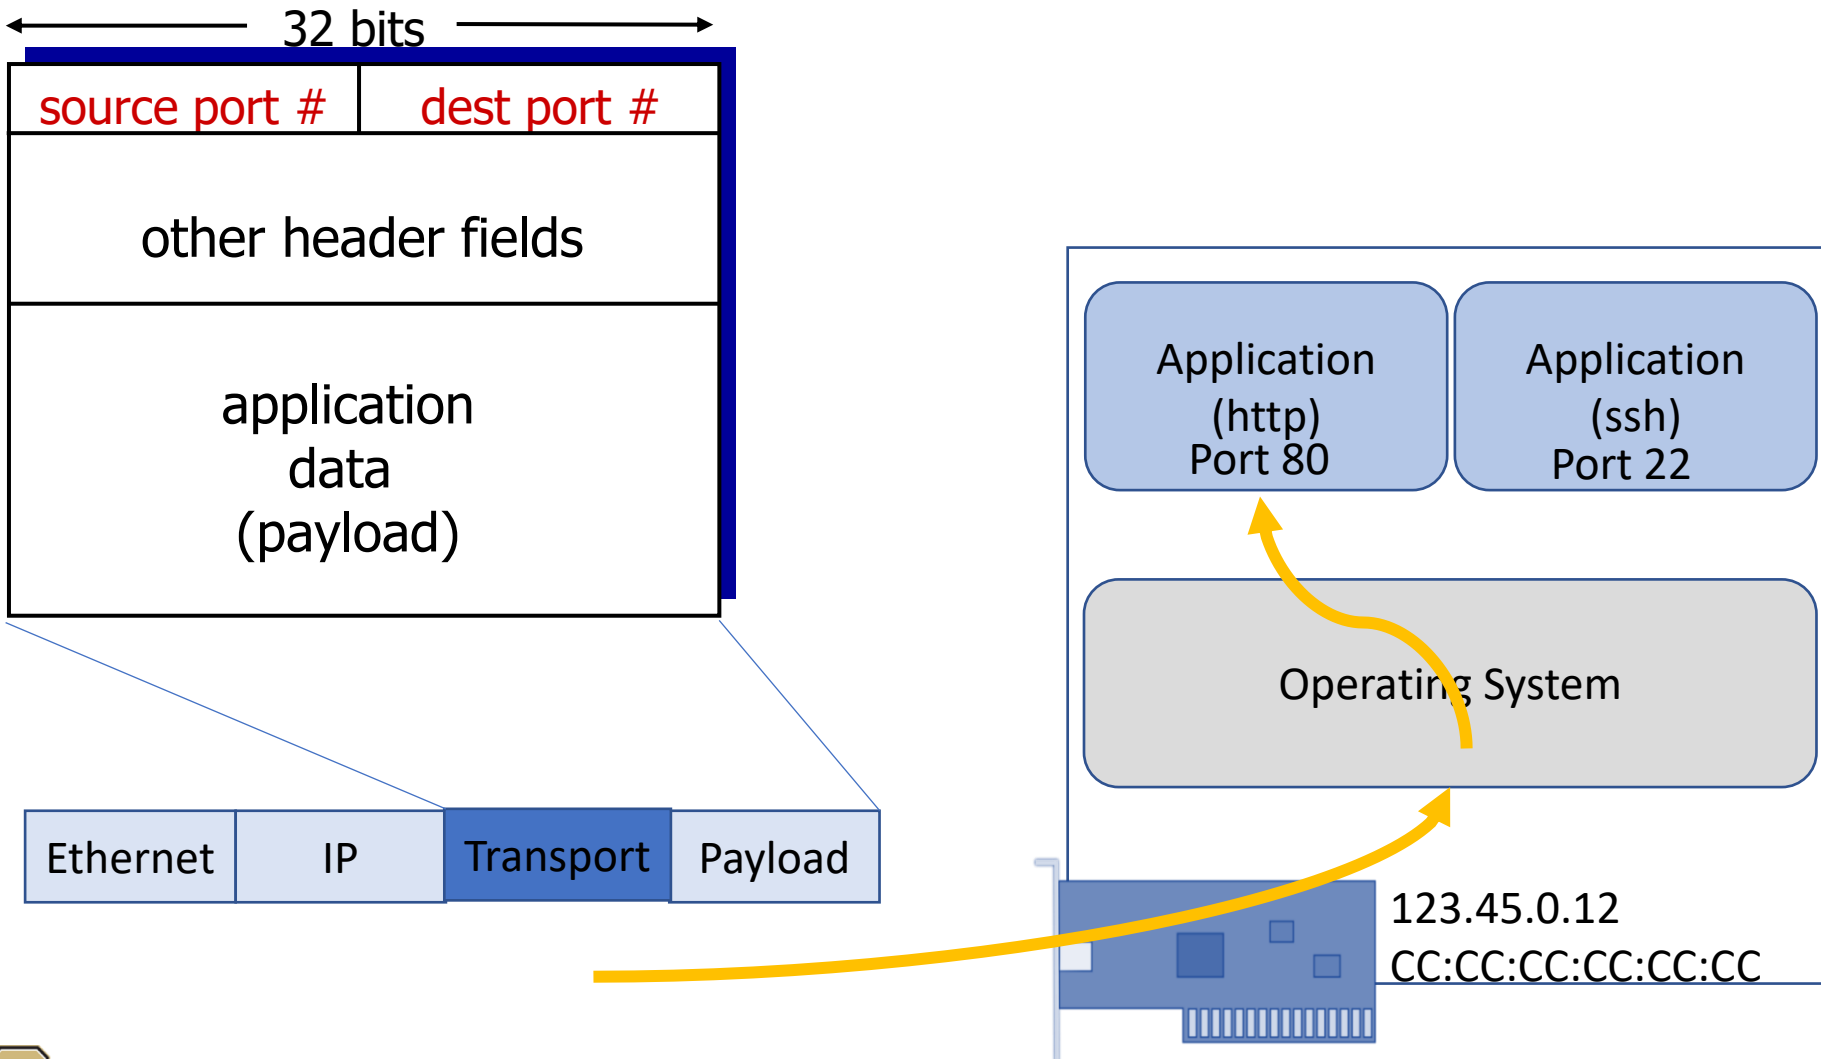 32 bits
source port #
dest port #
other header fields
application
data
(payload)
Ethernet
IP
Transport
Payload
Application
(http)
Port 80
Application
(ssh)
Port 22
Operating System
123.45.0.12
CC:CC:CC:CC:CC:CC